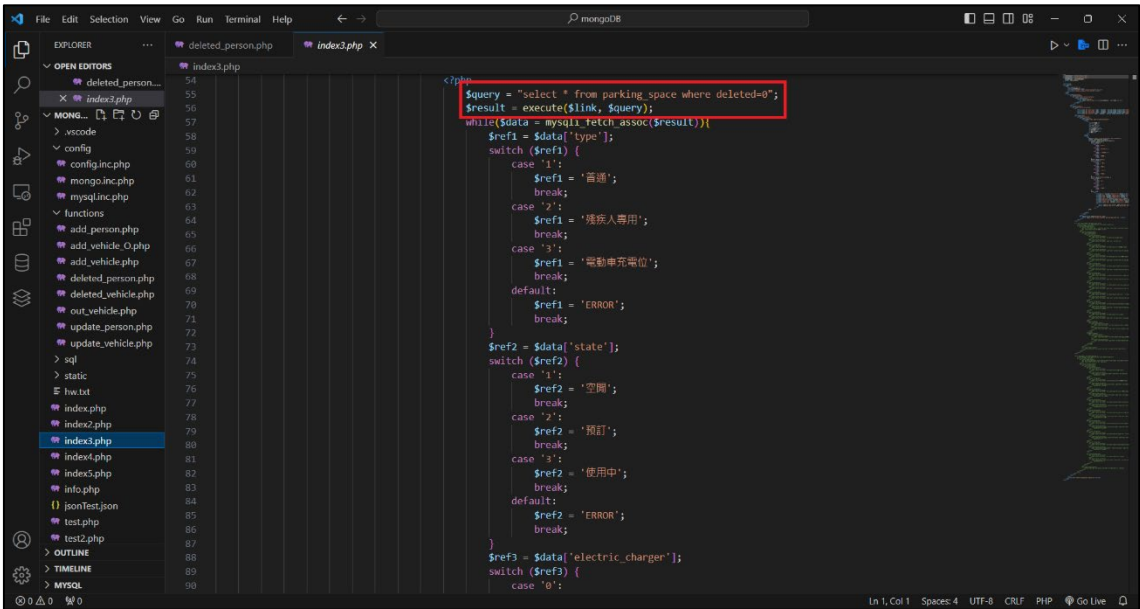 File Edit Selection View Go Run Terminal Help
mongoDB
EXPLORER
OPEN EDITORS
deleted_person....
index3.php
MONG...
.vscode
config
config.inc.php
mongo.inc.php
mysql.inc.php
functions
add_person.php
add_vehicle_O.php
add_vehicle.php
deleted_person.php
deleted_vehicle.php
out_vehicle.php
update_person.php
update_vehicle.php
sql
static
hw.txt
index.php
index2.php
index3.php
index4.php
index5.php
info.php
{} jsonTest.json
test.php
test2.php
OUTLINE
TIMELINE
MYSQL
deleted_person.php index3.php
index3.php
54 <?php
55 $query = "select * from parking_space where deleted=0";
56 $result = execute($link, $query);
57 while($data = mysqli_fetch_assoc($result)){
58 $ref1 = $data['type'];
59 switch ($ref1) {
60 case '1':
61 $ref1 = '普通';
62 break;
63 case '2':
64 $ref1 = '殘疾人專用';
65 break;
66 case '3':
67 $ref1 = '電動車充電位';
68 break;
69 default:
70 $ref1 = 'ERROR';
71 break;
72 }
73 $ref2 = $data['state'];
74 switch ($ref2) {
75 case '1':
76 $ref2 = '空閒';
77 break;
78 case '2':
79 $ref2 = '預訂';
80 break;
81 case '3':
82 $ref2 = '使用中';
83 break;
84 default:
85 $ref2 = 'ERROR';
86 break;
87 }
88 $ref3 = $data['electric_charger'];
89 switch ($ref3) {
90 case '0':
0 0 0 Ln 1, Col 1 Spaces: 4 UTF-8 CRLF PHP Go Live